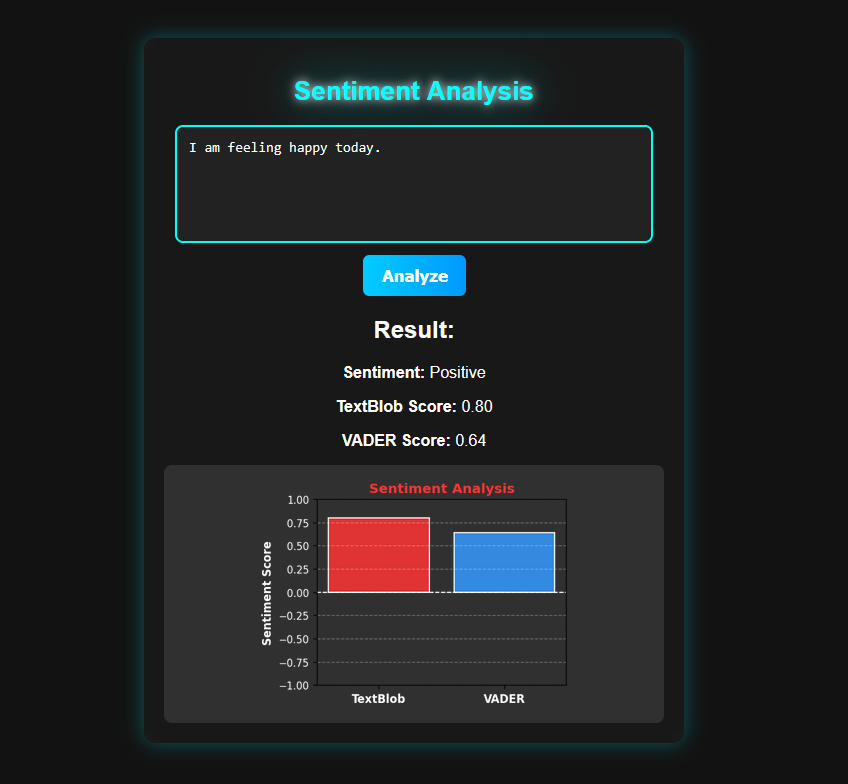 Sentiment Analysis
I am feeling happy today.
Analyze
Result:
Sentiment: Positive
TextBlob Score: 0.80
VADER Score: 0.64
Sentiment Analysis
Sentiment Score
1.00
0.75
0.50
0.25
0.00
−0.25
−0.50
−0.75
−1.00
TextBlob VADER